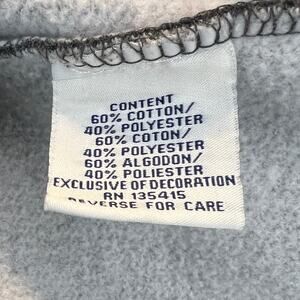 CONTENT
60% COTTON/
40% POLYESTER
60% COTON/
40% POLYESTER
60% ALGODON/
40% POLIESTER
EXCLUSIVE OF DECORATION
RN 135415
REVERSE FOR CARE